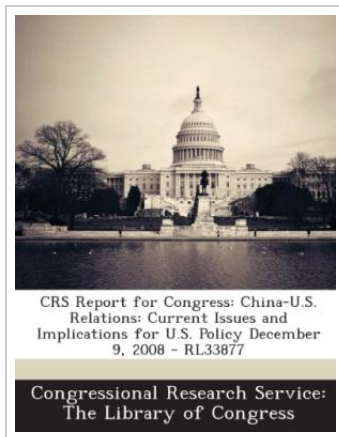 CRS Report for Congress: China-U.S.
Relations: Current Issues and
Implications for U.S. Policy December
9, 2008 - RL33877
Congressional Research Service:
The Library of Congress